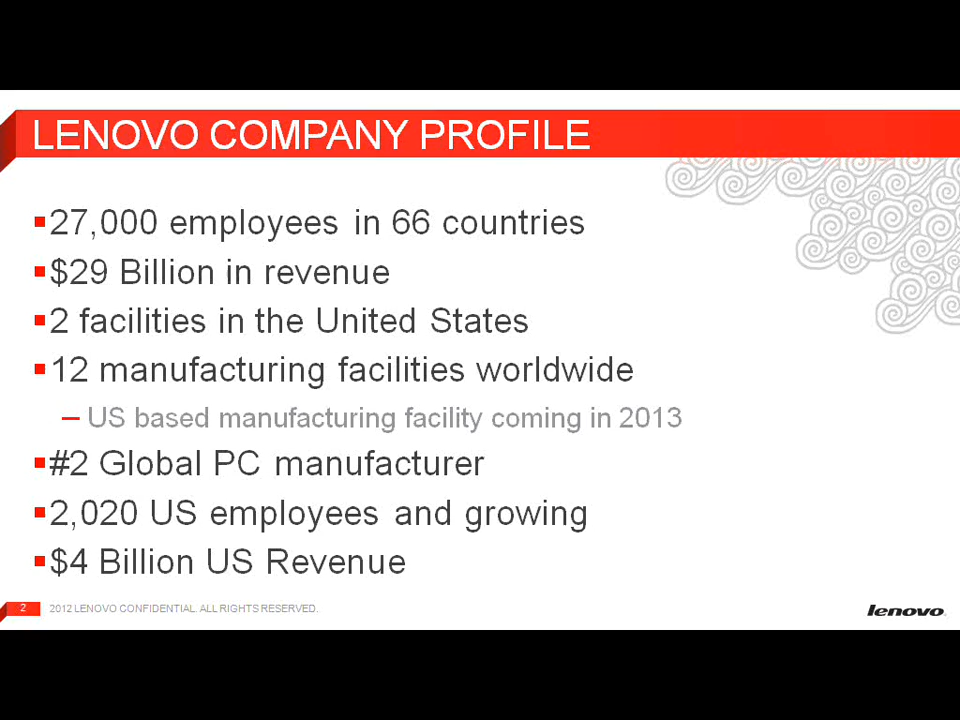 LENOVO COMPANY PROFILE
▪27,000 employees in 66 countries
▪$29 Billion in revenue
▪2 facilities in the United States
▪12 manufacturing facilities worldwide
– US based manufacturing facility coming in 2013
▪#2 Global PC manufacturer
▪2,020 US employees and growing
▪$4 Billion US Revenue
2 2012 LENOVO CONFIDENTIAL. ALL RIGHTS RESERVED.
lenovo